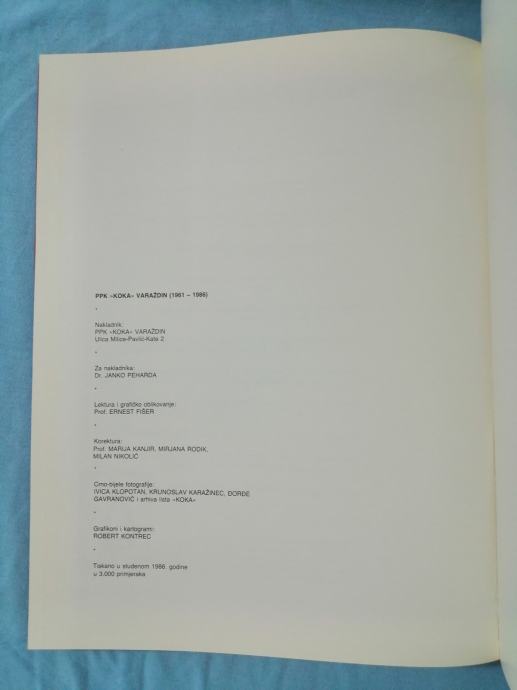 PPK »KOKA« VARAŽDIN (1961 – 1986)
*
Nakladnik:
PPK »KOKA« VARAŽDIN
Ulica Milice-Pavlić-Kate 2
*
Za nakladnika:
Dr. JANKO PEHARDA
*
Lektura i grafičko oblikovanje:
Prof. ERNEST FIŠER
*
Korektura:
Prof. MARIJA KANJIR, MIRJANA RODIK,
MILAN NIKOLIĆ
*
Crno-bijele fotografije:
IVICA KLOPOTAN, KRUNOSLAV KARAŽINEC, ĐORĐE
GAVRANOVIĆ i arhiva lista »KOKA«
*
Grafikoni i kartogrami:
ROBERT KONTREC
*
Tiskano u studenom 1986. godine
u 3.000 primjeraka